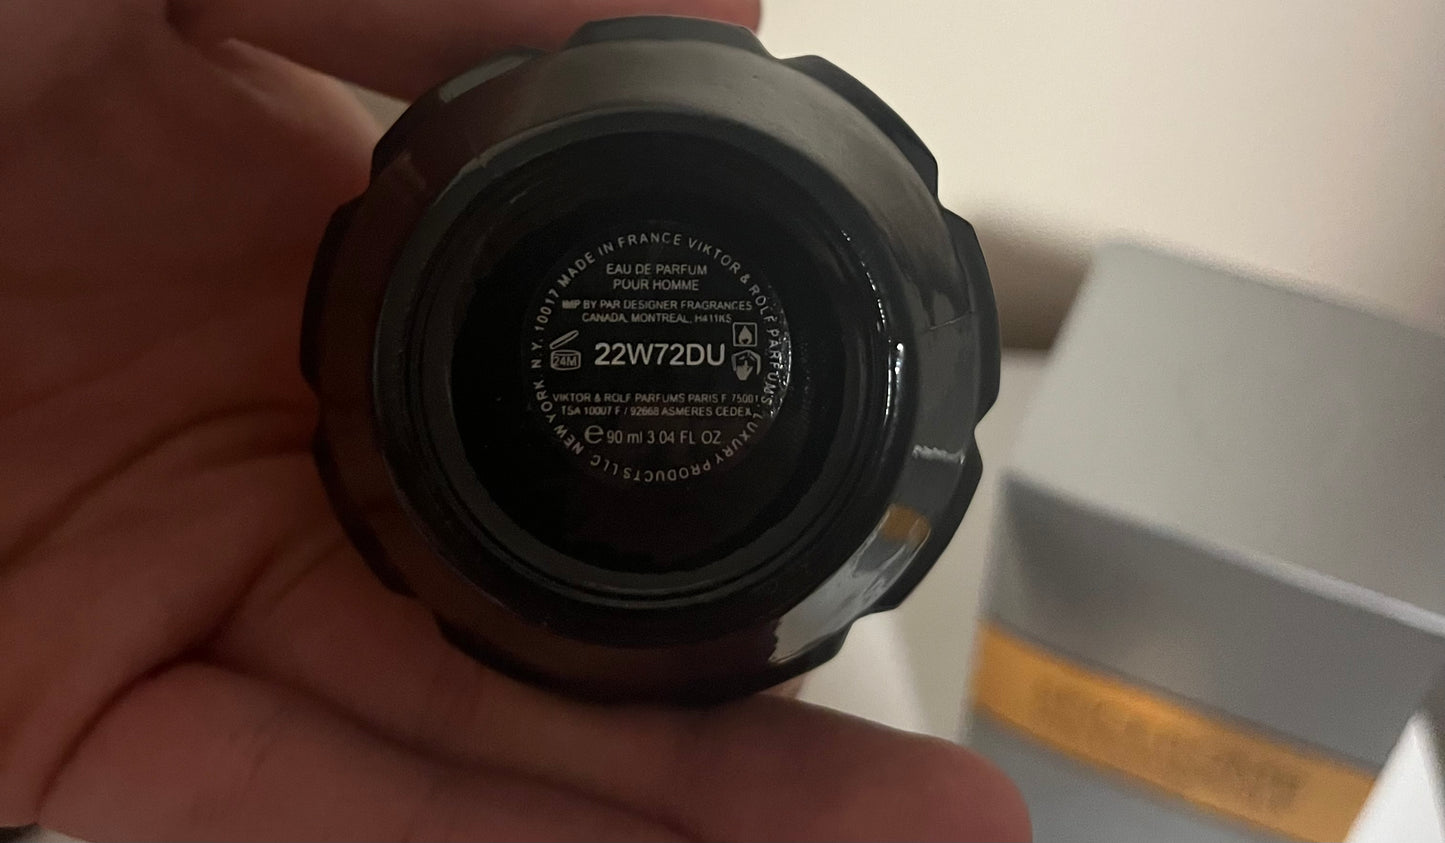 MADE IN FRANCE VIKTOR & ROLF PARFUMS, LUXURY PRODUCTS LLC, NEW YORK, N.Y. 10017
EAU DE PARFUM
POUR HOMME
IMP BY PAR DESIGNER FRAGRANCES
CANADA, MONTREAL, H411K5
24M
22W72DU
VIKTOR & ROLF PARFUMS PARIS F 75001
TSA 10007 F / 92668 ASMERES CEDEX
e 90 ml 3 04 FL OZ